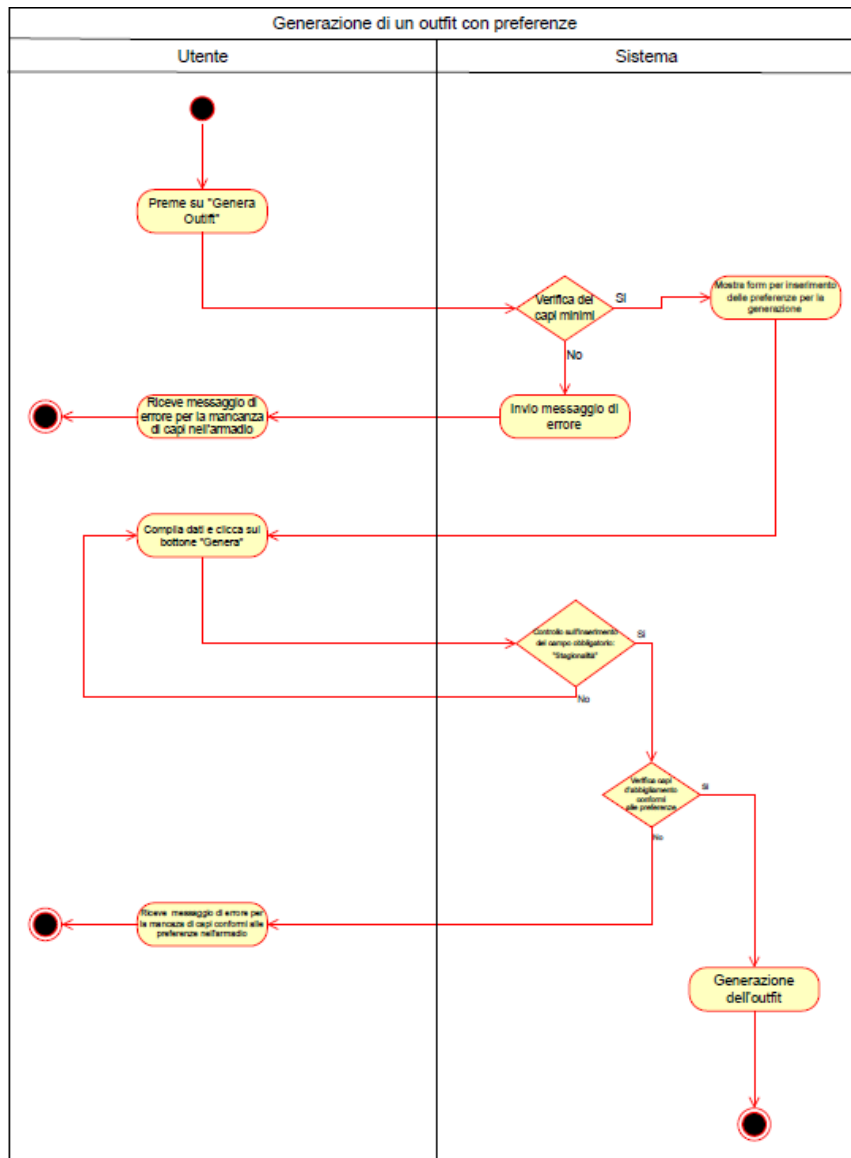 Generazione di un outfit con preferenze
Utente
Sistema
Preme su "Genera
Outift"
Verifica dei
capi minimi
Si
Mostra form per inserimento
delle preferenze per la
generazione
No
Riceve messaggio di
errore per la mancanza
di capi nell'armadio
Invio messaggio di
errore
Compila dati e clicca sul
bottone "Genera"
Controllo sull'inserimento
del campo obbligatorio:
"Stagionalità"
Si
No
Verifica capi
d'abbigliamento
conformi
alle preferenze
Si
No
Riceve messaggio di errore per
la mancaza di capi conformi alle
preferenze nell'armadio
Generazione
dell'outfit